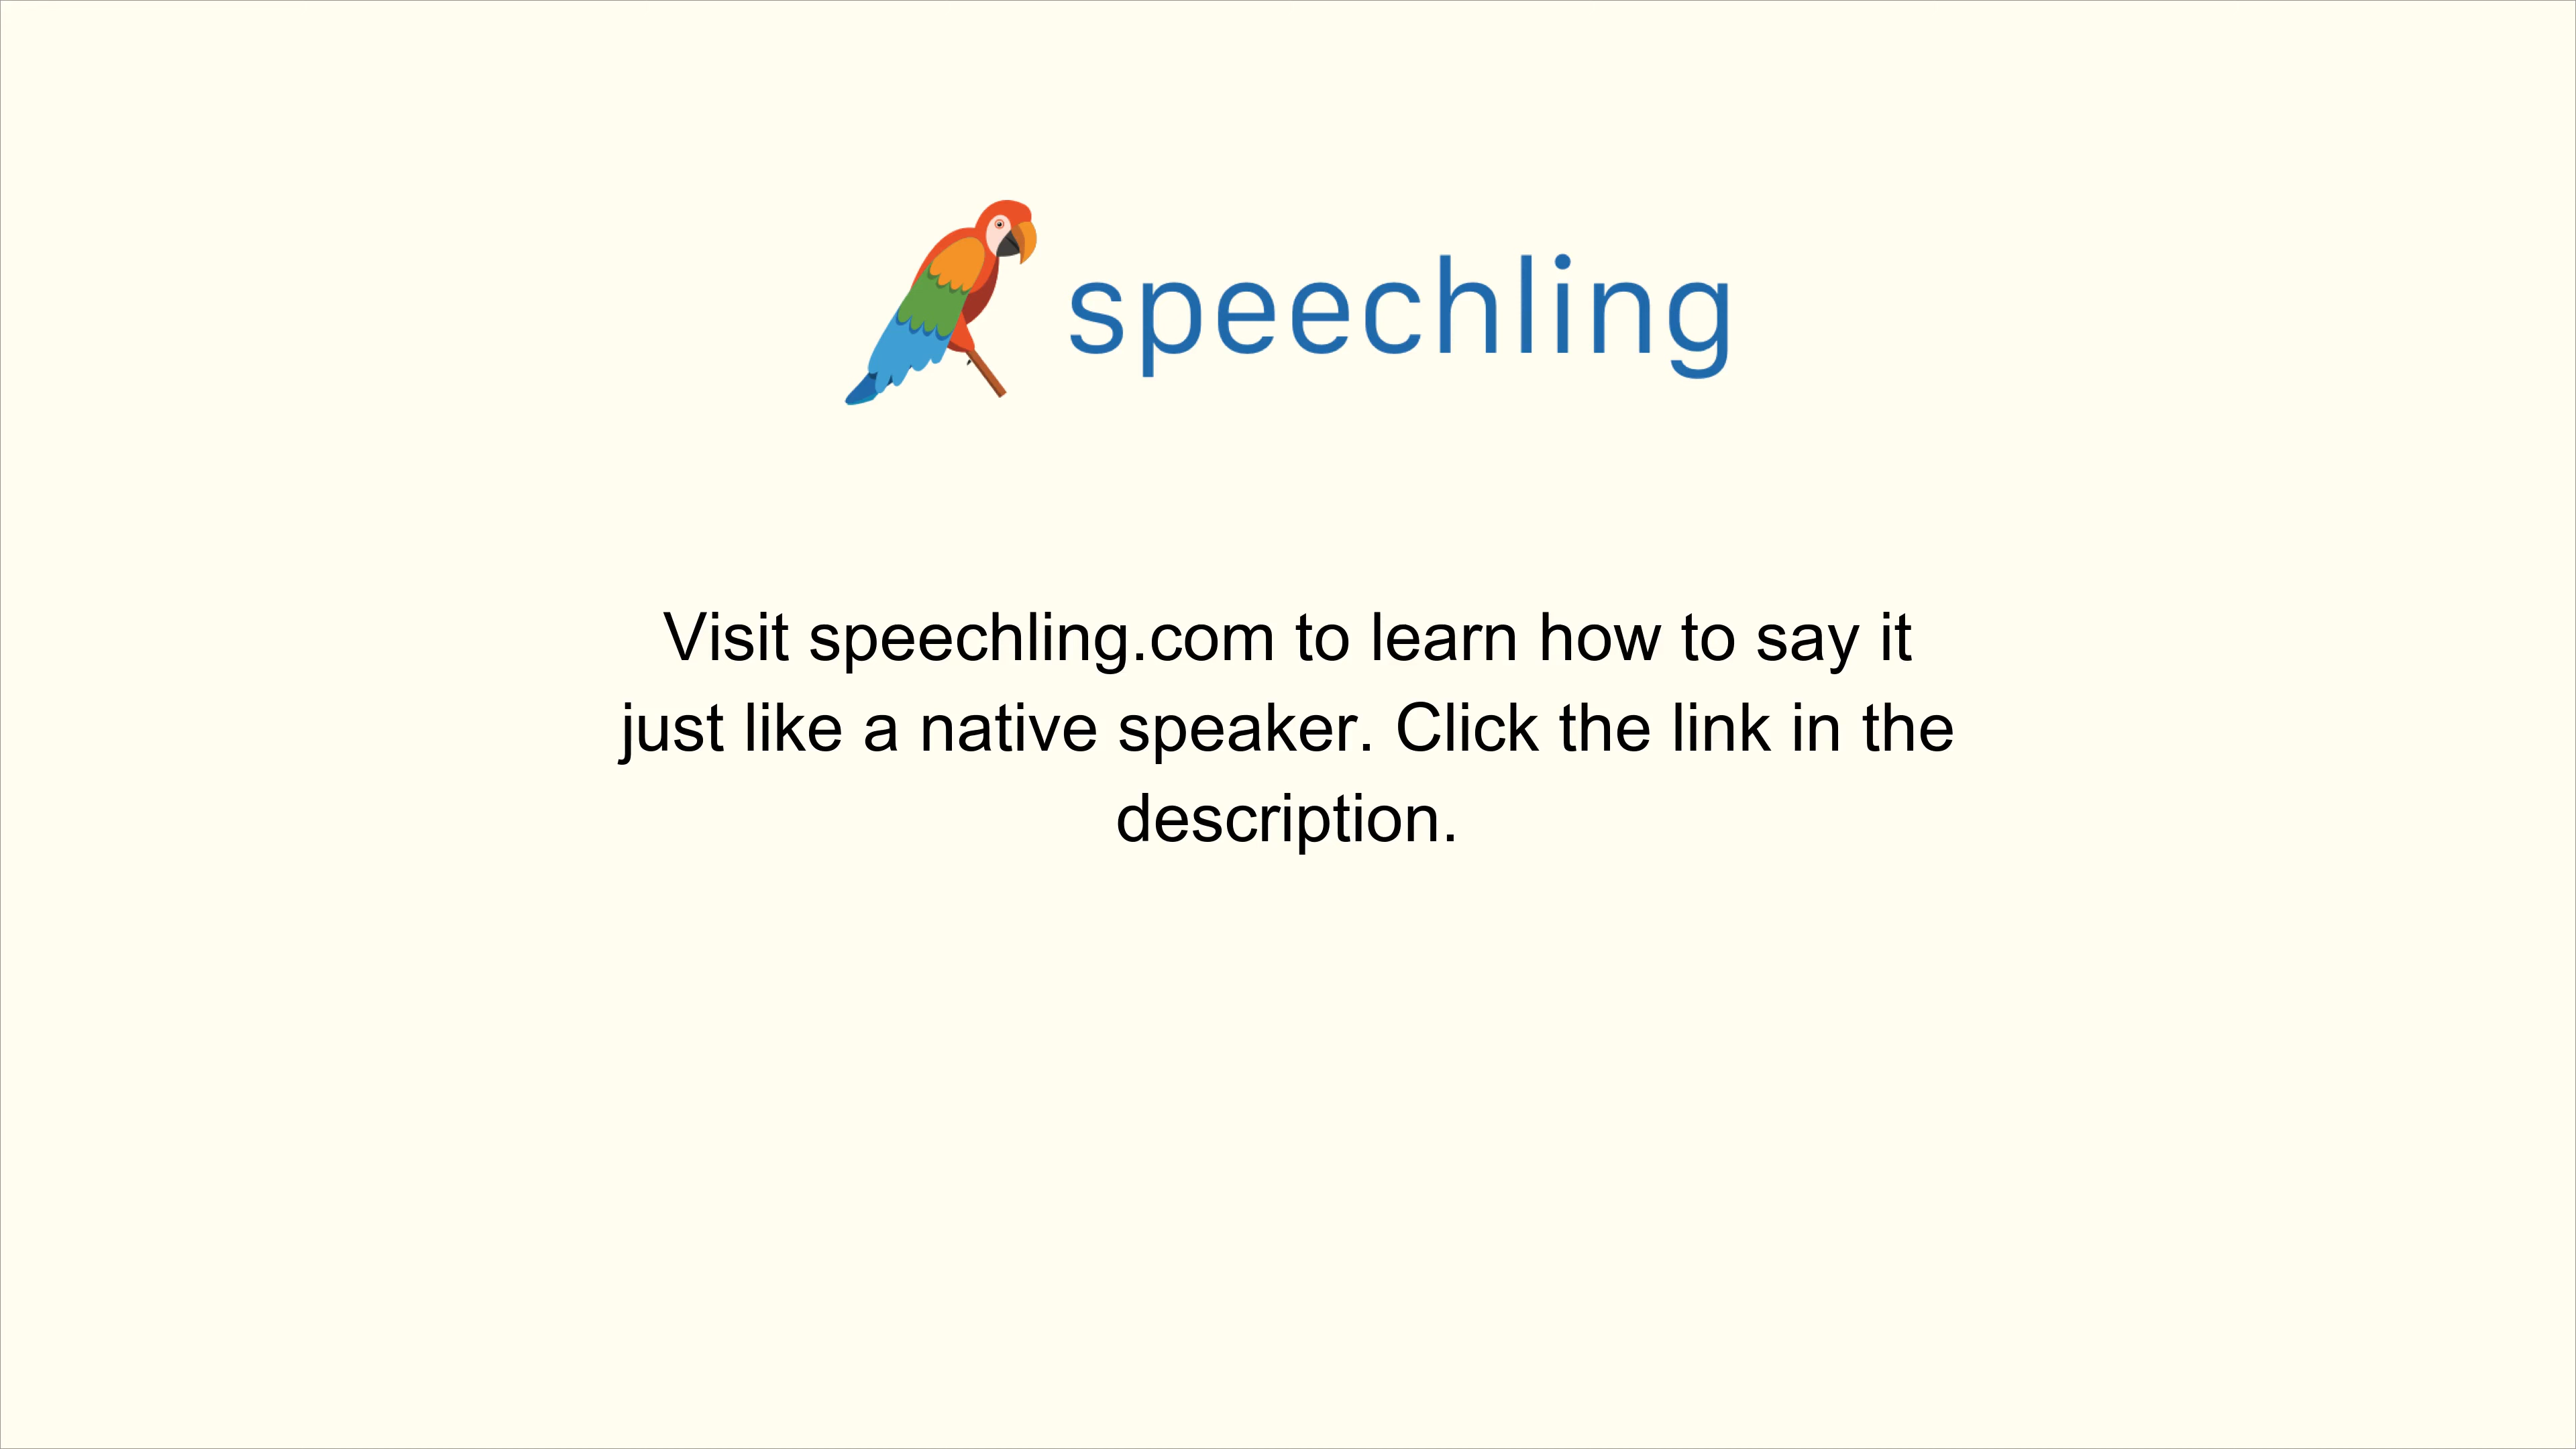 speechling
Visit speechling.com to learn how to say it
just like a native speaker. Click the link in the
description.